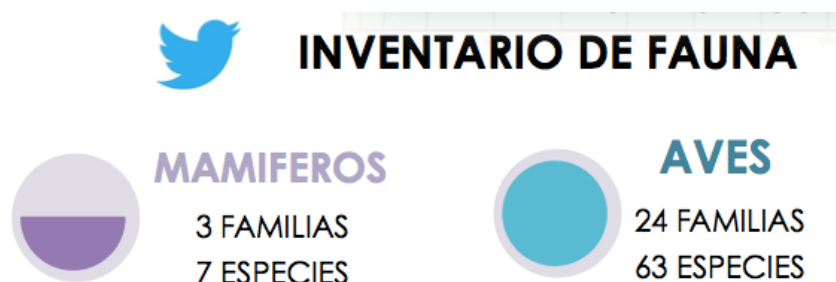 INVENTARIO DE FAUNA
MAMIFEROS
3 FAMILIAS
7 ESPECIES
AVES
24 FAMILIAS
63 ESPECIES